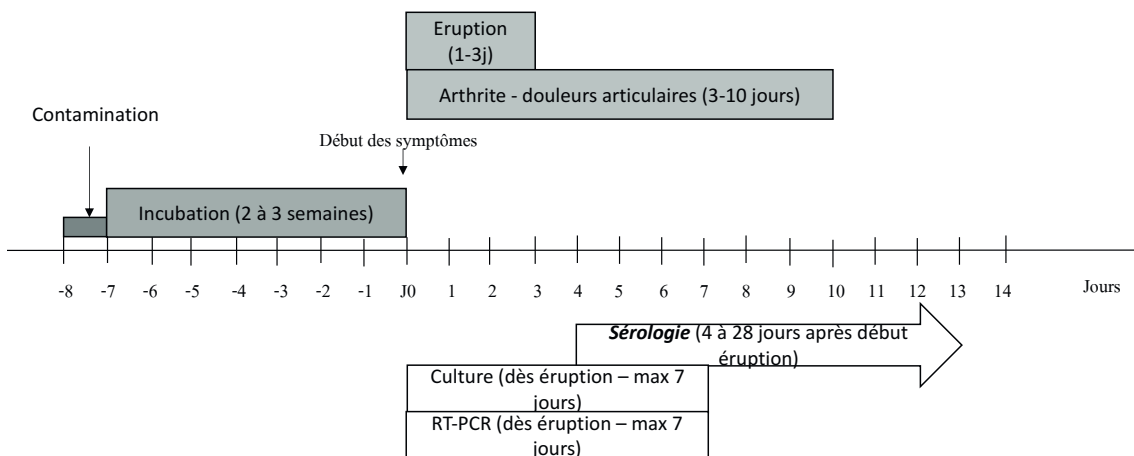 Eruption
(1-3j)
Arthrite - douleurs articulaires (3-10 jours)
Contamination
Début des symptômes
Incubation (2 à 3 semaines)
-8 -7 -6 -5 -4 -3 -2 -1 J0 1 2 3 4 5 6 7 8 9 10 11 12 13 14 Jours
Sérologie (4 à 28 jours après début
éruption)
Culture (dès éruption – max 7
jours)
RT-PCR (dès éruption – max 7
jours)